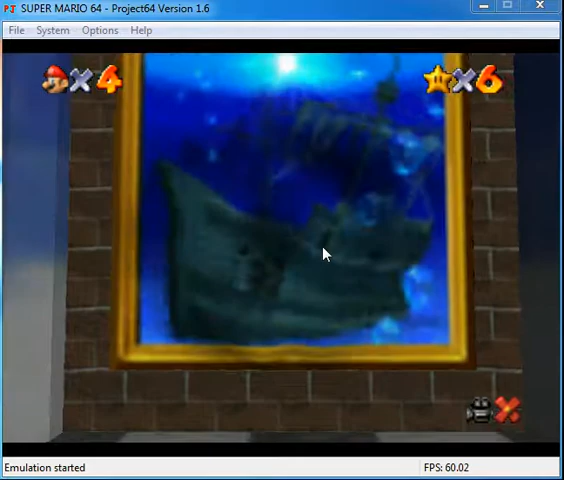 SUPER MARIO 64 - Project64 Version 1.6
File System Options Help
4 6
Emulation started FPS: 60.02